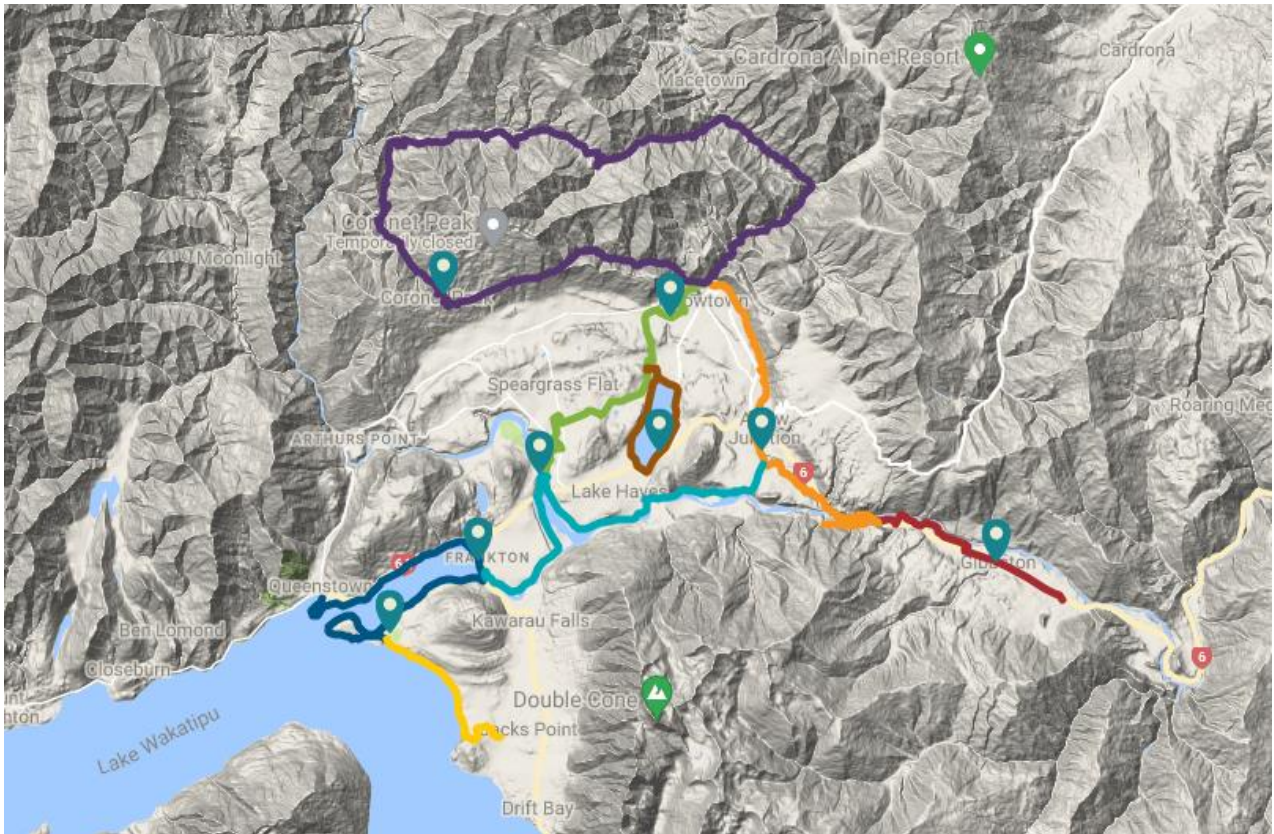 Cardrona Alpine Resort
Cardrona
Macetown
Coronet Peak
Temporarily closed
Moonlight
Speargrass Flat
Roaring Meg
ARTHURS POINT
Junction
6
Lake Hayes
6
FRANKTON
Gibbston
Queenstown
Ben Lomond
Kawarau Falls
6
Closeburn
Double Cone
Lake Wakatipu
Drift Bay